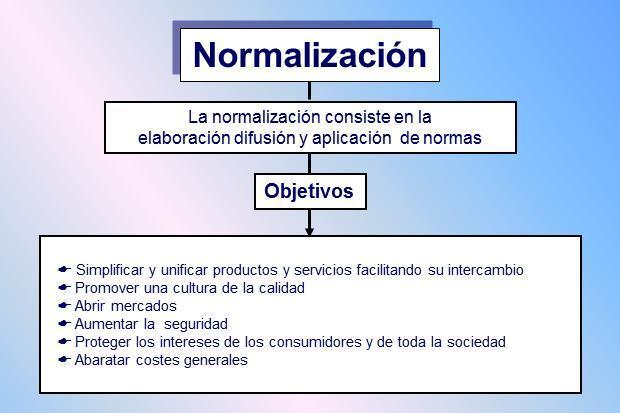 Normalización
La normalización consiste en la
elaboración difusión y aplicación de normas
Objetivos
Simplificar y unificar productos y servicios facilitando su intercambio
Promover una cultura de la calidad
Abrir mercados
Aumentar la seguridad
Proteger los intereses de los consumidores y de toda la sociedad
Abaratar costes generales